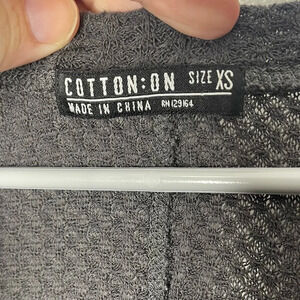 COTTON:ON SIZE XS
MADE IN CHINA RN129164